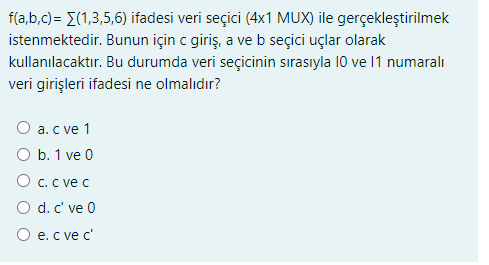 f(a,b,c)= ∑(1,3,5,6) ifadesi veri seçici (4x1 MUX) ile gerçekleştirilmek
istenmektedir. Bunun için c giriş, a ve b seçici uçlar olarak
kullanılacaktır. Bu durumda veri seçicinin sırasıyla I0 ve I1 numaralı
veri girişleri ifadesi ne olmalıdır?
a. c ve 1
b. 1 ve 0
c. c ve c
d. c' ve 0
e. c ve c'